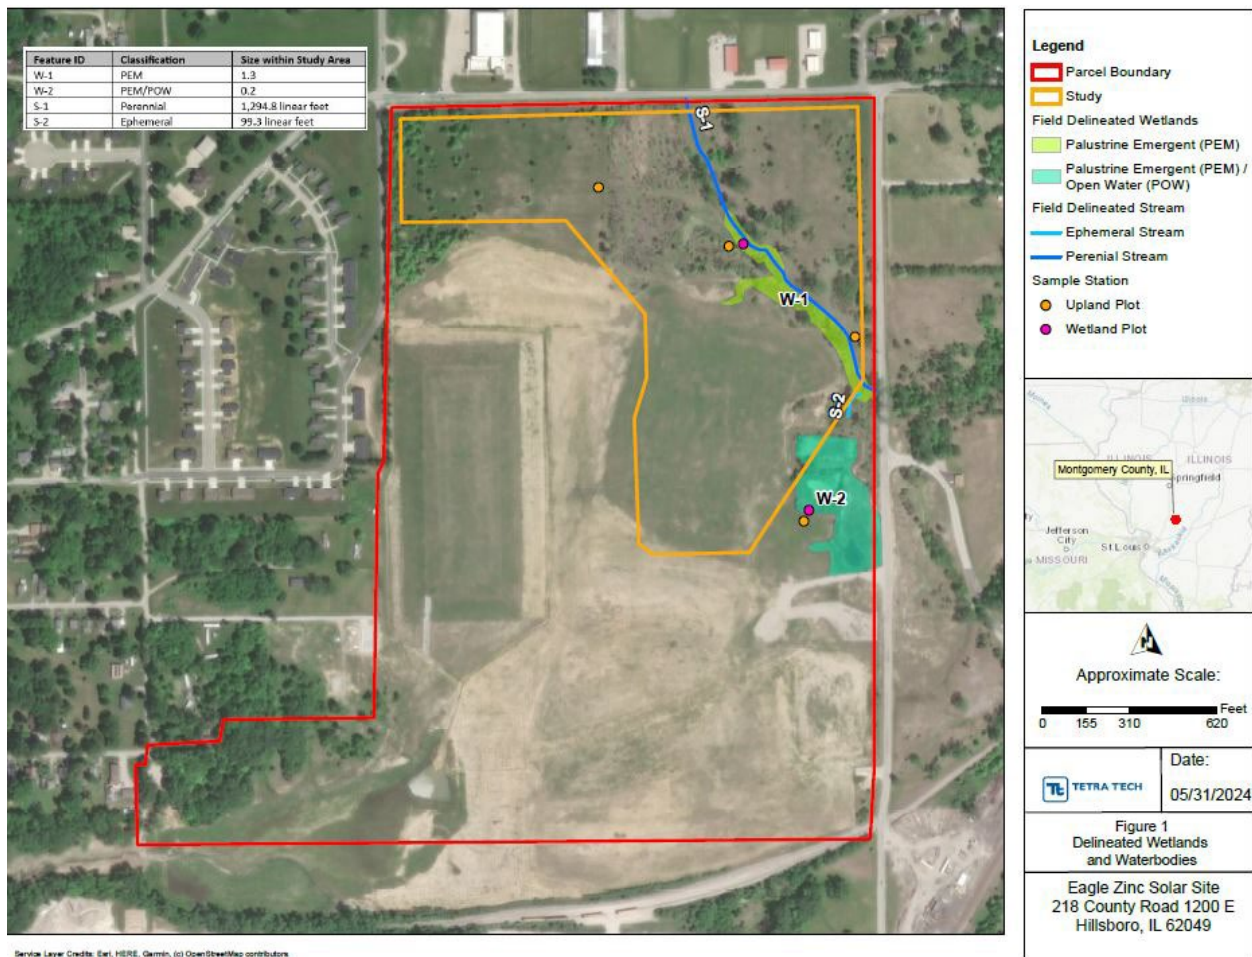 Feature ID Classification Size within Study Area
W-1 PEM 1.3
W-2 PEM/POW 0.2
S-1 Perennial 1,294.8 linear feet
S-2 Ephemeral 99.3 linear feet
S-1
W-1
S-2
W-2
Legend
Parcel Boundary
Study
Field Delineated Wetlands
Palustrine Emergent (PEM)
Palustrine Emergent (PEM) /
Open Water (POW)
Field Delineated Stream
Ephemeral Stream
Perenial Stream
Sample Station
Upland Plot
Wetland Plot
ILLINOIS
ILLINOIS
Montgomery County, IL
Springfield
Jefferson
City
St. Louis
MISSOURI
Kaskaskia
Approximate Scale:
Feet
0 155 310 620
TETRA TECH
Date:
05/31/2024
Figure 1
Delineated Wetlands
and Waterbodies
Eagle Zinc Solar Site
218 County Road 1200 E
Hillsboro, IL 62049
Service Layer Credits: Esri, HERE, Garmin, (c) OpenStreetMap contributors